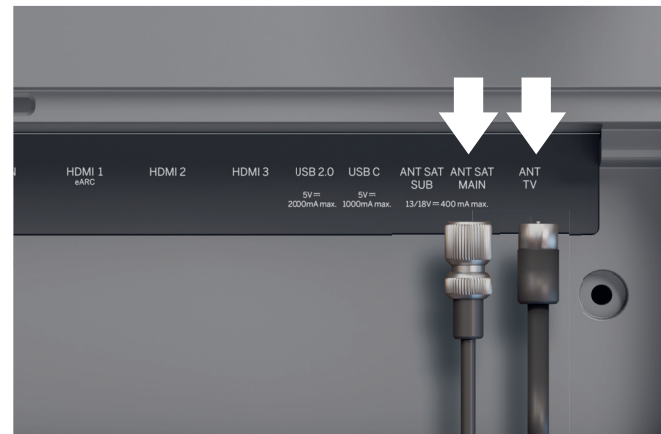 HDMI 1
eARC
HDMI 2
HDMI 3
USB 2.0
5V⎓
2000mA max.
USB C
5V⎓
1000mA max.
ANT SAT
SUB
ANT SAT
MAIN
13/18V⎓400 mA max.
ANT
TV